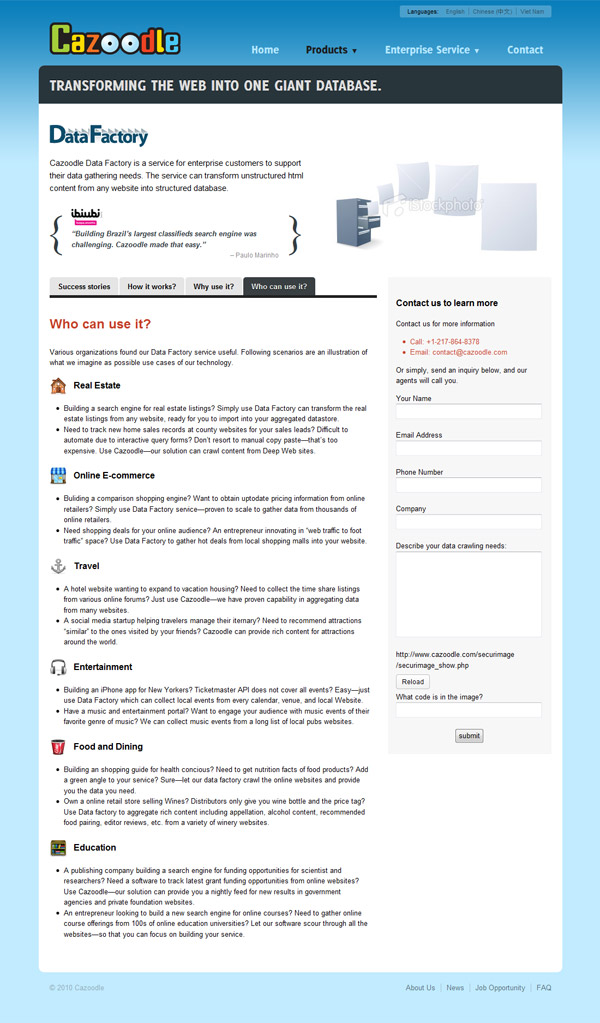 Languages: English | Chinese (中文) | Viet Nam
Cazoodle
Home Products ▼ Enterprise Service ▼ Contact
TRANSFORMING THE WEB INTO ONE GIANT DATABASE.
DataFactory
Cazoodle Data Factory is a service for enterprise customers to support
their data gathering needs. The service can transform unstructured html
content from any website into structured database.
iStockphoto
ibiubi
{ “Building Brazil's largest classifieds search engine was
challenging. Cazoodle made that easy.” }
– Paulo Marinho
Success stories How it works? Why use it? Who can use it?
Who can use it?
Various organizations found our Data Factory service useful. Following scenarios are an illustration of
what we imagine as possible use cases of our technology.
Real Estate
• Building a search engine for real estate listings? Simply use Data Factory can transform the real
estate listings from any website, ready for you to import into your aggregated datastore.
• Need to track new home sales records at county websites for your sales leads? Difficult to
automate due to interactive query forms? Don't resort to manual copy paste—that's too
expensive. Use Cazoodle—our solution can crawl content from Deep Web sites.
Online E-commerce
• Buliding a comparison shopping engine? Want to obtain uptodate pricing information from online
retailers? Simply use Data Factory service—proven to scale to gather data from thousands of
online retailers.
• Need shopping deals for your online audience? An entrepreneur innovating in “web traffic to foot
traffic” space? Use Data Factory to gather hot deals from local shopping malls into your website.
Travel
• A hotel website wanting to expand to vacation housing? Need to collect the time share listings
from various online forums? Just use Cazoodle—we have proven capability in aggregating data
from many websites.
• A social media startup helping travelers manage their iternary? Need to recommend attractions
“similar” to the ones visited by your friends? Cazoodle can provide rich content for attractions
around the world.
Entertainment
• Building an iPhone app for New Yorkers? Ticketmaster API does not cover all events? Easy—just
use Data Factory which can collect local events from every calendar, venue, and local Website.
• Have a music and entertainment portal? Want to engage your audience with music events of their
favorite genre of music? We can collect music events from a long list of local pubs websites.
Food and Dining
• Building an shopping guide for health concious? Need to get nutrition facts of food products? Add
a green angle to your service? Sure—let our data factory crawl the online websites and provide
you the data you need.
• Own a online retail store selling Wines? Distributors only give you wine bottle and the price tag?
Use Data factory to aggregate rich content including appellation, alcohol content, recommended
food pairing, editor reviews, etc. from a variety of winery websites.
Education
• A publishing company building a search engine for funding opportunities for scientist and
researchers? Need a software to track latest grant funding opportunities from online websites?
Use Cazoodle—our solution can provide you a nightly feed for new results in government
agencies and private foundation websites.
• An entrepreneur looking to build a new search engine for online courses? Need to gather online
course offerings from 100s of online education universities? Let our software scour through all the
websites—so that you can focus on building your service.
Contact us to learn more
Contact us for more information
• Call: +1-217-864-8378
• Email: contact@cazoodle.com
Or simply, send an inquiry below, and our
agents will call you.
Your Name
Email Address
Phone Number
Company
Describe your data crawling needs:
http://www.cazoodle.com/securimage
/securimage_show.php
Reload
What code is in the image?
submit
© 2010 Cazoodle
About Us | News | Job Opportunity | FAQ